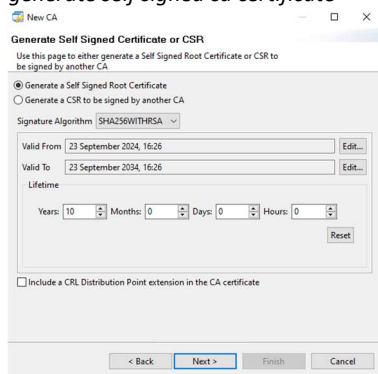 generate self signed ca certificate
New CA
Generate Self Signed Certificate or CSR
Use this page to either generate a Self Signed Root Certificate or CSR to
be signed by another CA
Generate a Self Signed Root Certificate
Generate a CSR to be signed by another CA
Signature Algorithm SHA256WITHRSA
Valid From 23 September 2024, 16:26 Edit...
Valid To 23 September 2034, 16:26 Edit...
Lifetime
Years: 10 Months: 0 Days: 0 Hours: 0
Reset
Include a CRL Distribution Point extension in the CA certificate
< Back Next > Finish Cancel